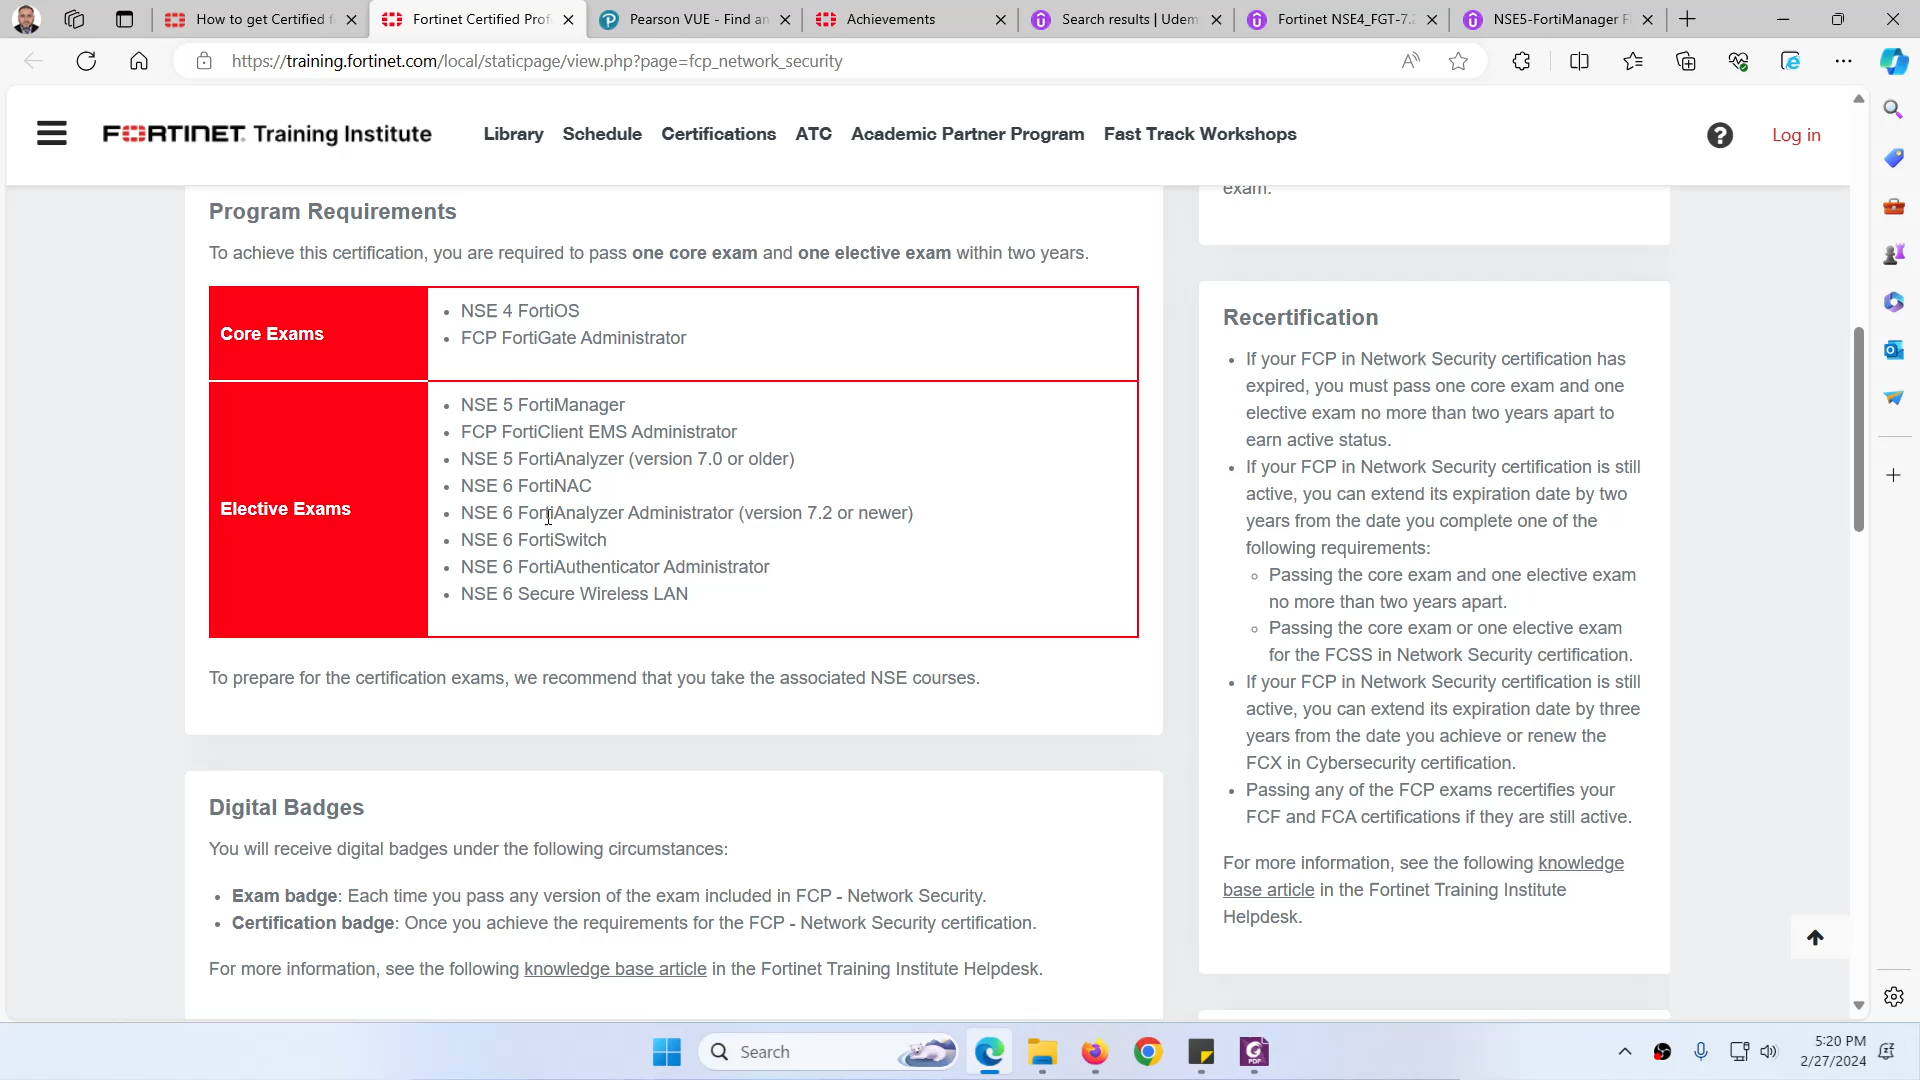 How to get Certified f
Fortinet Certified Prof
Pearson VUE - Find an
Achievements
Search results | Udem
Fortinet NSE4_FGT-7.2
NSE5-FortiManager F
https://training.fortinet.com/local/staticpage/view.php?page=fcp_network_security
FORTINET Training Institute
Library
Schedule
Certifications
ATC
Academic Partner Program
Fast Track Workshops
Log in
Program Requirements
To achieve this certification, you are required to pass one core exam and one elective exam within two years.
Core Exams
• NSE 4 FortiOS
• FCP FortiGate Administrator
Elective Exams
• NSE 5 FortiManager
• FCP FortiClient EMS Administrator
• NSE 5 FortiAnalyzer (version 7.0 or older)
• NSE 6 FortiNAC
• NSE 6 FortiAnalyzer Administrator (version 7.2 or newer)
• NSE 6 FortiSwitch
• NSE 6 FortiAuthenticator Administrator
• NSE 6 Secure Wireless LAN
To prepare for the certification exams, we recommend that you take the associated NSE courses.
Digital Badges
You will receive digital badges under the following circumstances:
• Exam badge: Each time you pass any version of the exam included in FCP - Network Security.
• Certification badge: Once you achieve the requirements for the FCP - Network Security certification.
For more information, see the following knowledge base article in the Fortinet Training Institute Helpdesk.
exam.
Recertification
• If your FCP in Network Security certification has
expired, you must pass one core exam and one
elective exam no more than two years apart to
earn active status.
• If your FCP in Network Security certification is still
active, you can extend its expiration date by two
years from the date you complete one of the
following requirements:
◦ Passing the core exam and one elective exam
no more than two years apart.
◦ Passing the core exam or one elective exam
for the FCSS in Network Security certification.
• If your FCP in Network Security certification is still
active, you can extend its expiration date by three
years from the date you achieve or renew the
FCX in Cybersecurity certification.
• Passing any of the FCP exams recertifies your
FCF and FCA certifications if they are still active.
For more information, see the following knowledge
base article in the Fortinet Training Institute
Helpdesk.
Search
5:20 PM
2/27/2024